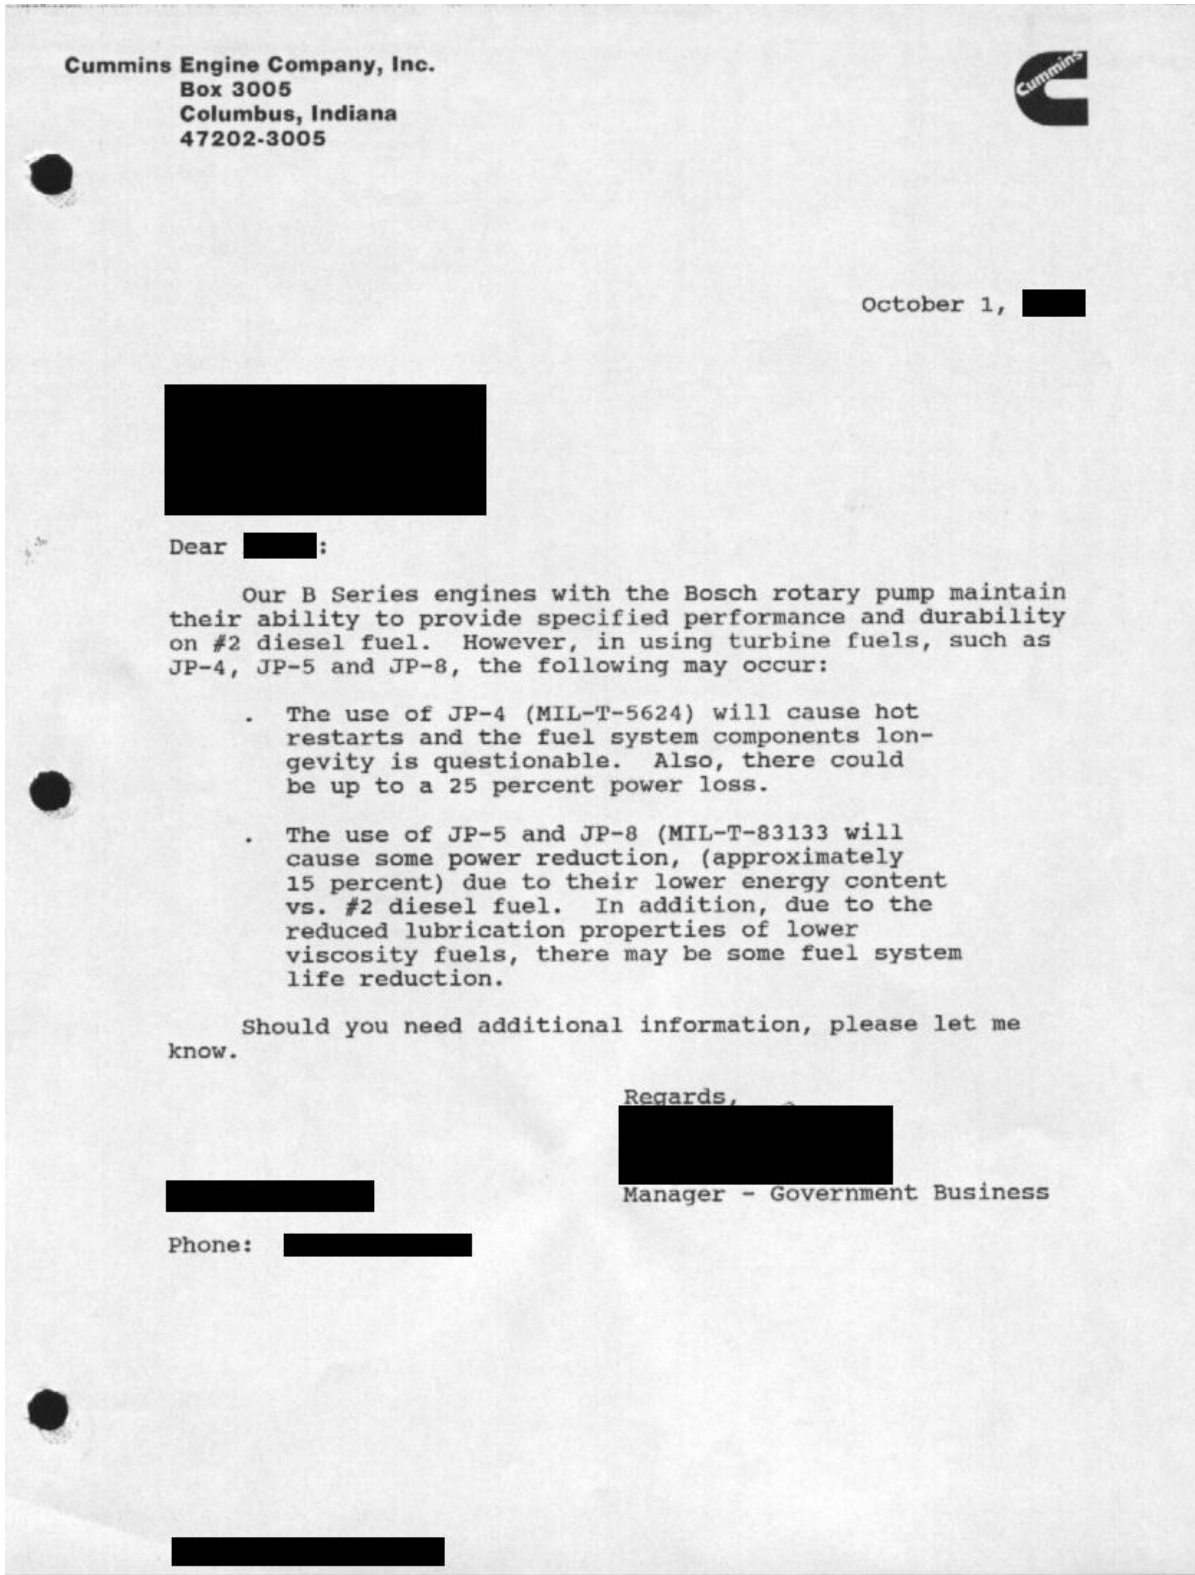 Cummins Engine Company, Inc.
Box 3005
Columbus, Indiana
47202-3005
Cummins
October 1,
Dear :
Our B Series engines with the Bosch rotary pump maintain
their ability to provide specified performance and durability
on #2 diesel fuel. However, in using turbine fuels, such as
JP-4, JP-5 and JP-8, the following may occur:
. The use of JP-4 (MIL-T-5624) will cause hot
restarts and the fuel system components lon-
gevity is questionable. Also, there could
be up to a 25 percent power loss.
. The use of JP-5 and JP-8 (MIL-T-83133 will
cause some power reduction, (approximately
15 percent) due to their lower energy content
vs. #2 diesel fuel. In addition, due to the
reduced lubrication properties of lower
viscosity fuels, there may be some fuel system
life reduction.
Should you need additional information, please let me
know.
Regards,
Manager - Government Business
Phone: